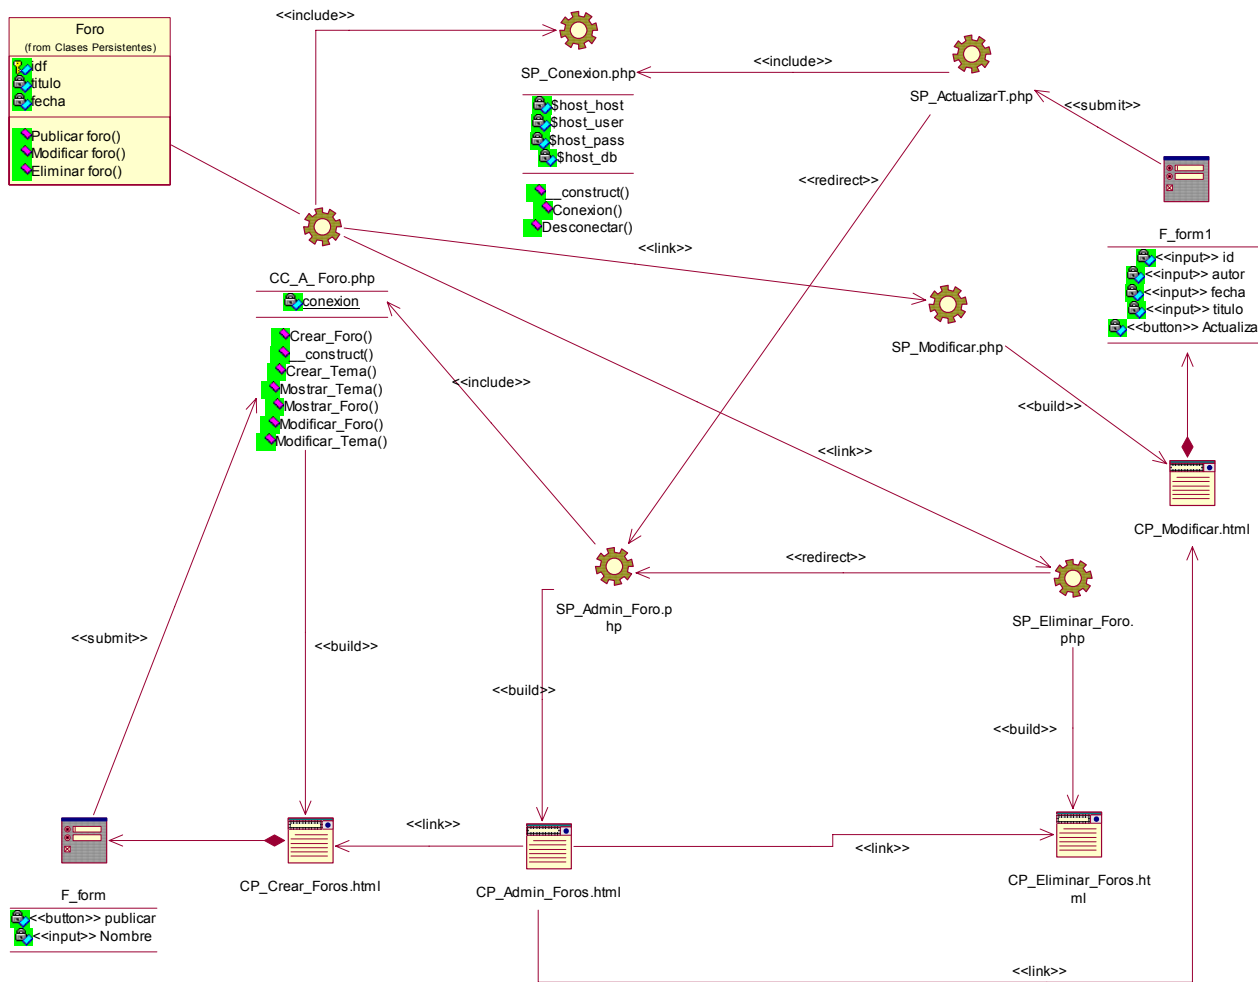 Foro
(from Clases Persistentes)
idf
titulo
fecha
Publicar foro()
Modificar foro()
Eliminar foro()
<<include>>
SP_Conexion.php
$host_host
$host_user
$host_pass
$host_db
__construct()
Conexion()
Desconectar()
<<include>>
SP_ActualizarT.php
<<submit>>
<<redirect>>
F_form1
<<input>> id
<<input>> autor
<<input>> fecha
<<input>> titulo
<<button>> Actualiza
<<link>>
CC_A_ Foro.php
conexion
Crear_Foro()
__construct()
Crear_Tema()
Mostrar_Tema()
Mostrar_Foro()
Modificar_Foro()
Modificar_Tema()
<<include>>
SP_Modificar.php
<<build>>
<<link>>
CP_Modificar.html
<<redirect>>
SP_Admin_Foro.p
hp
SP_Eliminar_Foro.
php
<<submit>>
<<build>>
<<build>>
<<build>>
<<link>>
<<link>>
F_form
<<button>> publicar
<<input>> Nombre
CP_Crear_Foros.html
CP_Admin_Foros.html
CP_Eliminar_Foros.ht
ml
<<link>>